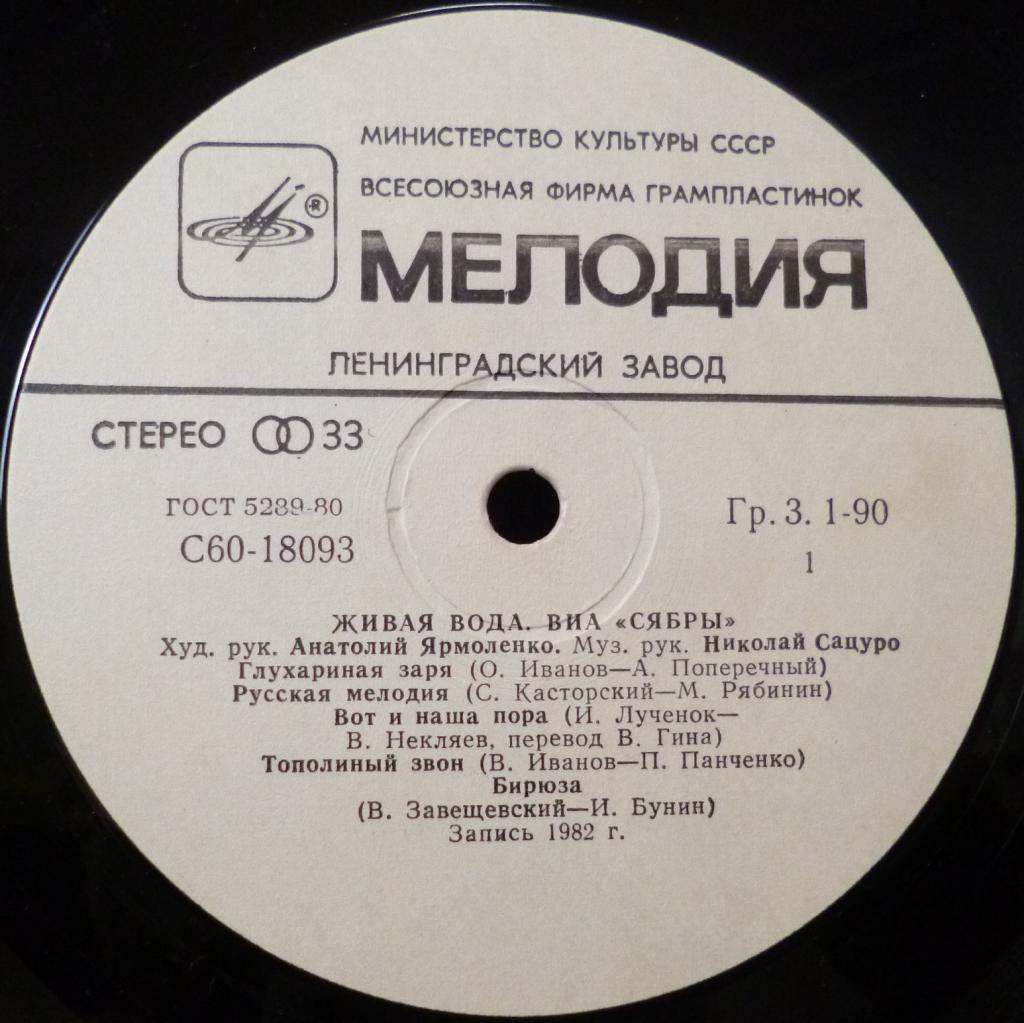 МИНИСТЕРСТВО КУЛЬТУРЫ СССР
ВСЕСОЮЗНАЯ ФИРМА ГРАМПЛАСТИНОК
®
МЕЛОДИЯ
ЛЕНИНГРАДСКИЙ ЗАВОД
СТЕРЕО 33
ГОСТ 5289-80
С60-18093
Гр. 3. 1-90
1
ЖИВАЯ ВОДА. ВИА «СЯБРЫ»
Худ. рук. Анатолий Ярмоленко. Муз. рук. Николай Сацуро
Глухариная заря (О. Иванов—А. Поперечный)
Русская мелодия (С. Касторский—М. Рябинин)
Вот и наша пора (И. Лученок—
В. Некляев, перевод В. Гина)
Тополиный звон (В. Иванов—П. Панченко)
Бирюза
(В. Завещевский—И. Бунин)
Запись 1982 г.